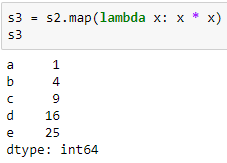 s3 = s2.map(lambda x: x * x)
s3
a     1
b     4
c     9
d    16
e    25
dtype: int64